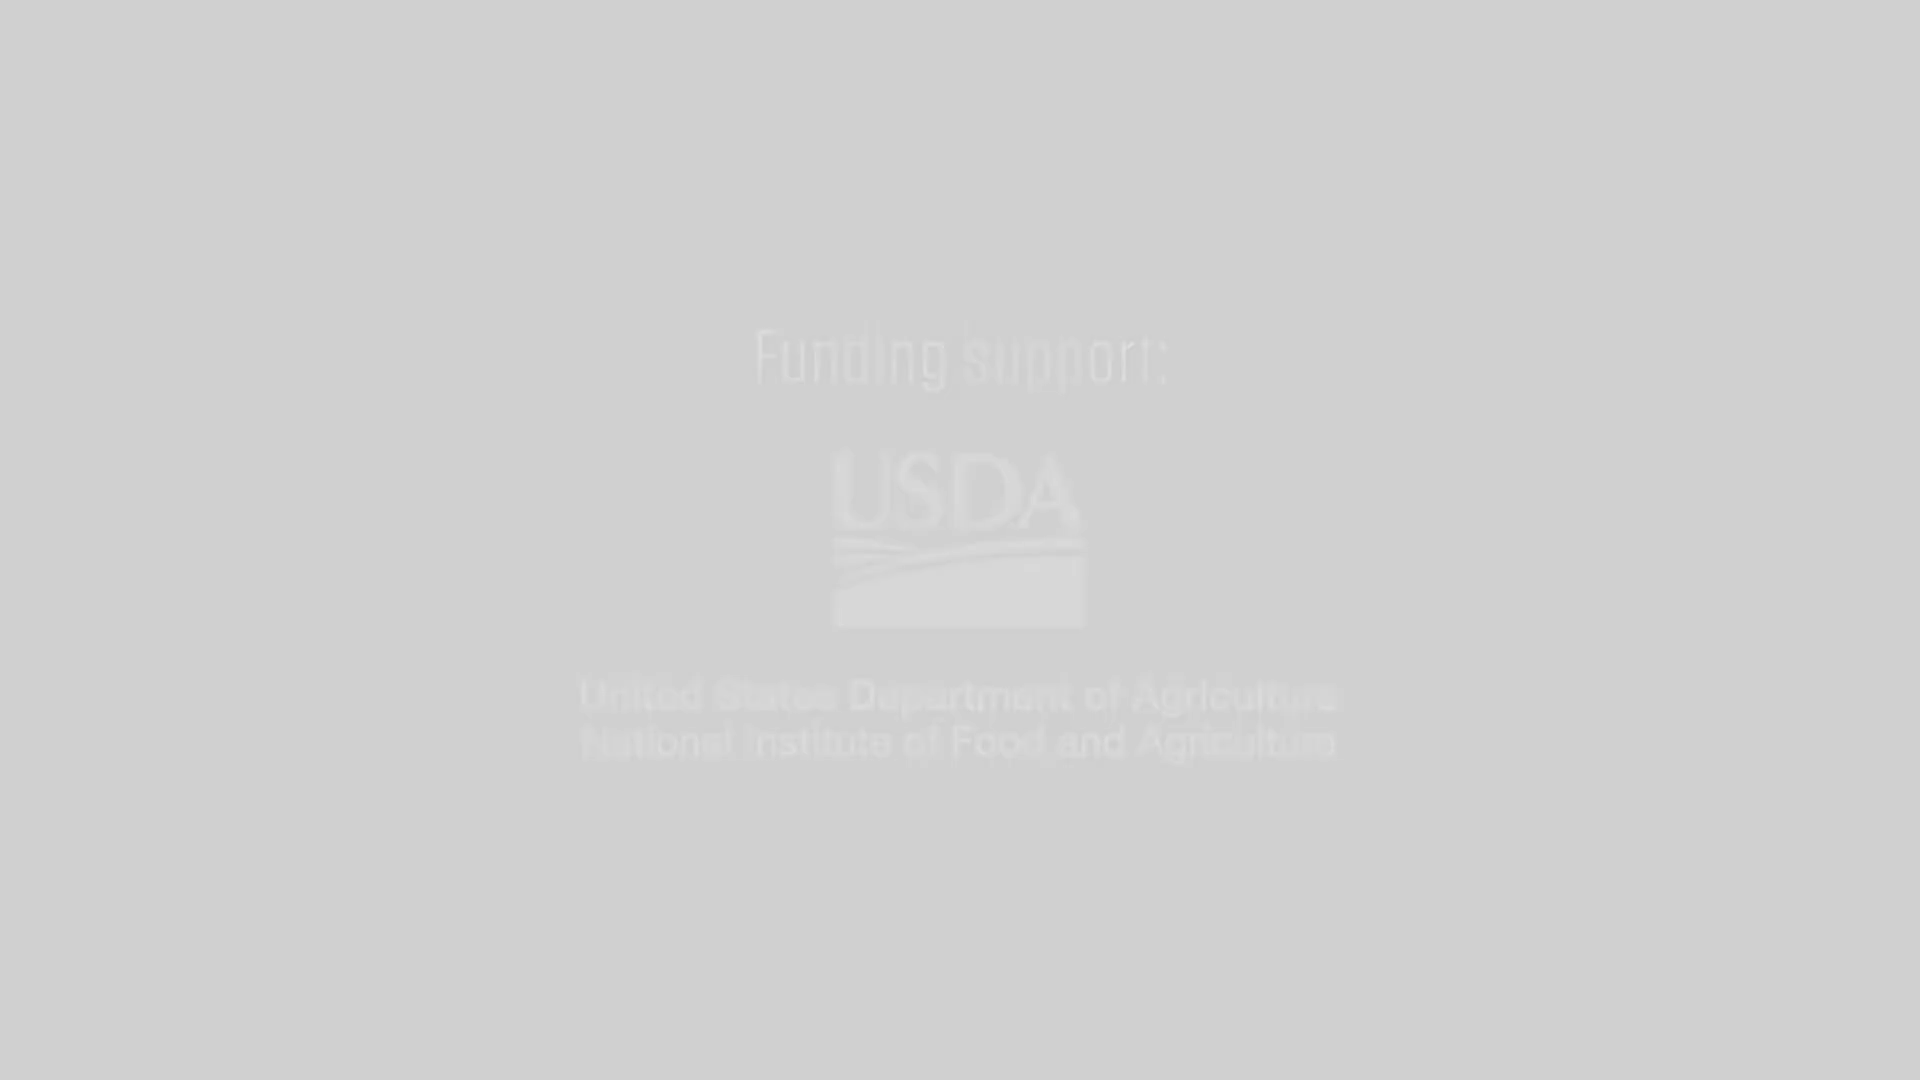 Funding support:
USDA
United States Department of Agriculture
National Institute of Food and Agriculture